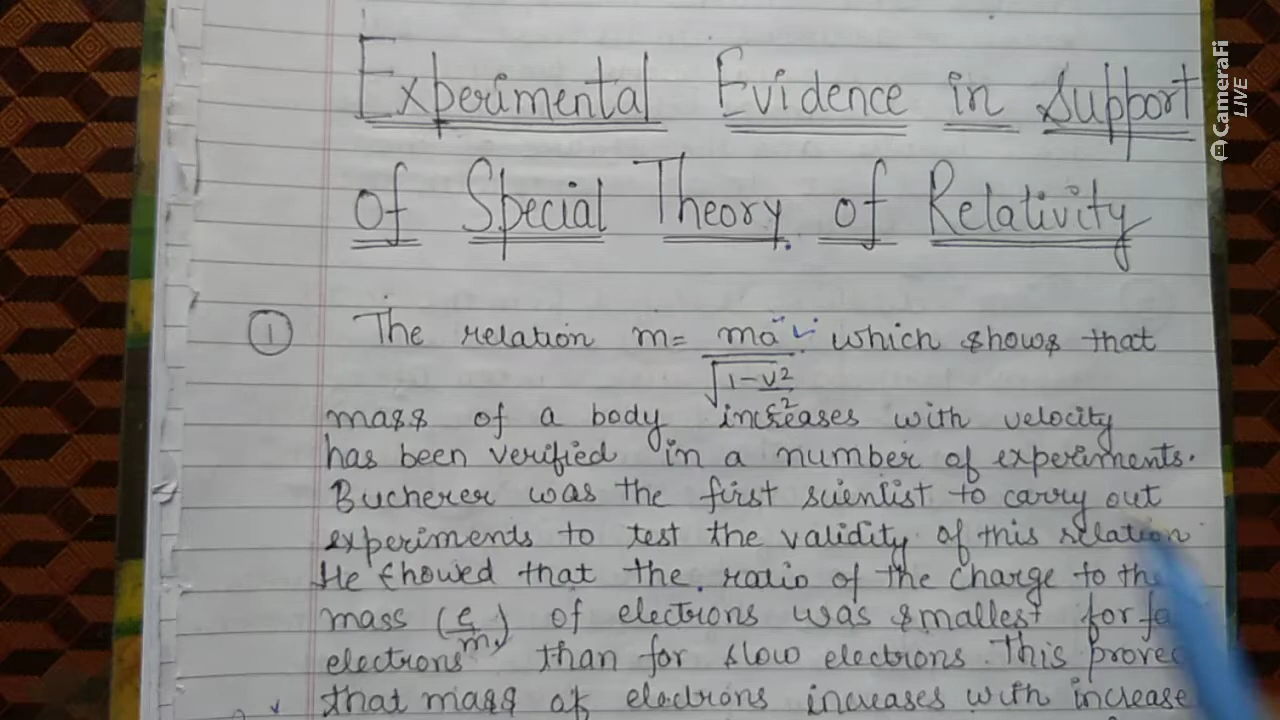 Experimental Evidence in Support
of Special Theory of Relativity
① The relation m= mo which shows that
√1-v²
c²
mass of a body increases with velocity
has been verified in a number of experiments.
Bucherer was the first scientist to carry out
experiments to test the validity of this relation
He showed that the ratio of the charge to the
mass (e/m) of electrons was smallest for
electrons than for slow electrons. This proves
that mass of electrons increases with increase
CameraFi
LIVE